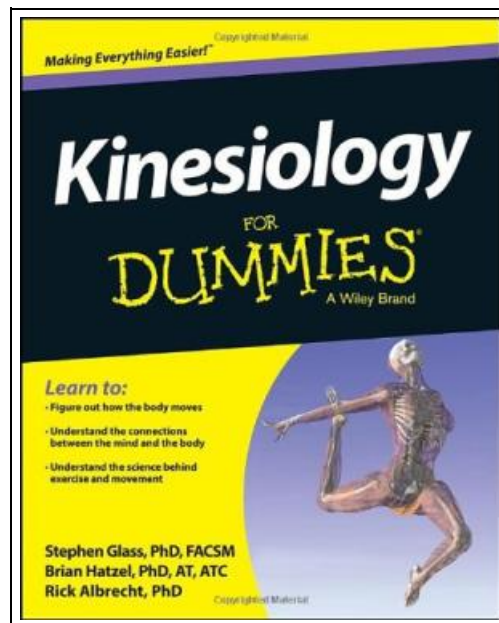 Copyrighted Material
Making Everything Easier!™
Kinesiology
FOR
DUMMIES®
A Wiley Brand
Learn to:
• Figure out how the body moves
• Understand the connections
between the mind and the body
• Understand the science behind
exercise and movement
Stephen Glass, PhD, FACSM
Brian Hatzel, PhD, AT, ATC
Rick Albrecht, PhD
Copyrighted Material